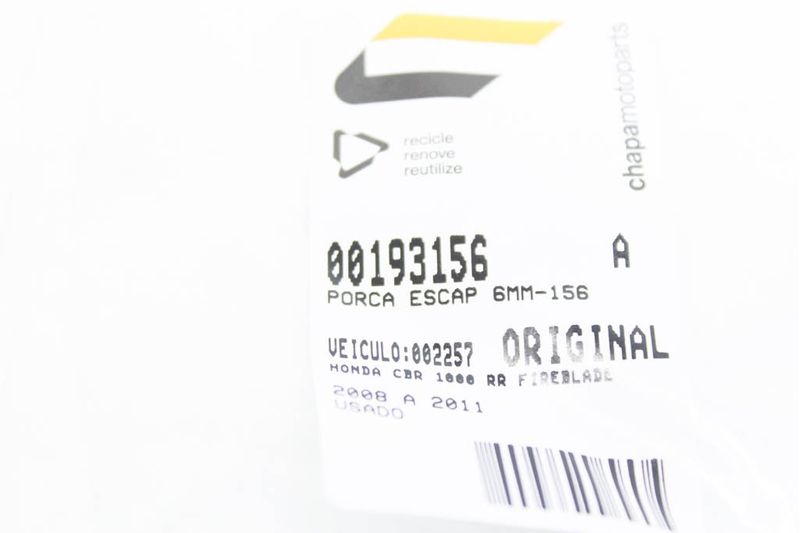 chapamotoparts
recicle
renove
reutilize
00193156 A
PORCA ESCAP 6MM-156
VEICULO:002257 ORIGINAL
HONDA CBR 1000 RR FIREBLADE
2008 A 2011
USADO